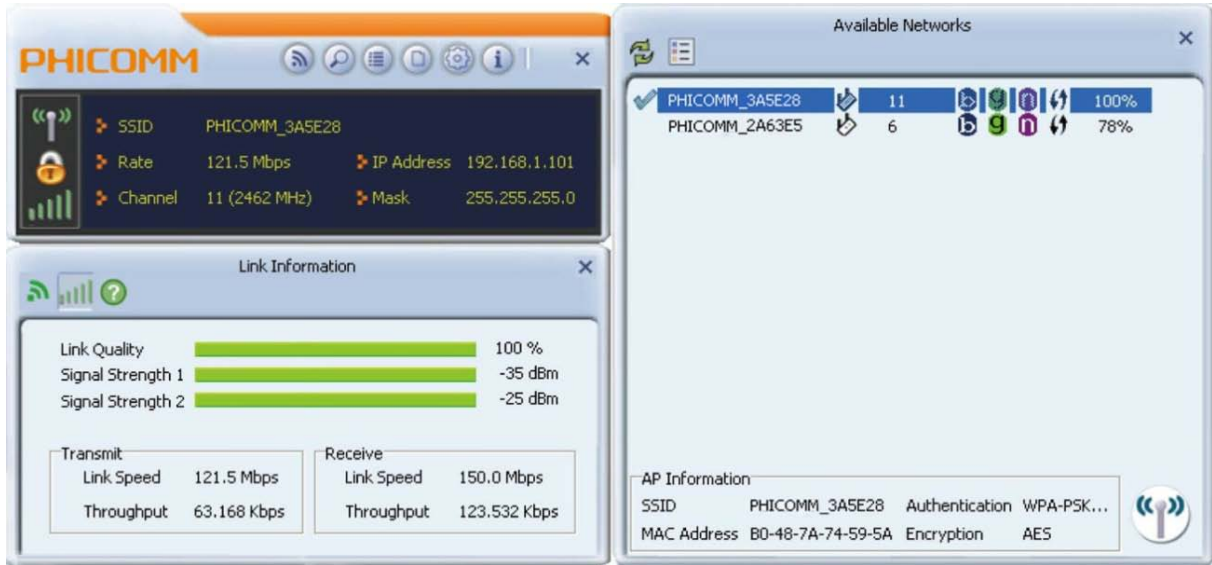 PHICOMM
SSID PHICOMM_3A5E28
Rate 121.5 Mbps IP Address 192.168.1.101
Channel 11 (2462 MHz) Mask 255.255.255.0
Link Information
Link Quality 100 %
Signal Strength 1 -35 dBm
Signal Strength 2 -25 dBm
Transmit
Link Speed 121.5 Mbps
Throughput 63.168 Kbps
Receive
Link Speed 150.0 Mbps
Throughput 123.532 Kbps
Available Networks
PHICOMM_3A5E28 11 b g n 100%
PHICOMM_2A63E5 6 b g n 78%
AP Information
SSID PHICOMM_3A5E28 Authentication WPA-PSK...
MAC Address B0-48-7A-74-59-5A Encryption AES